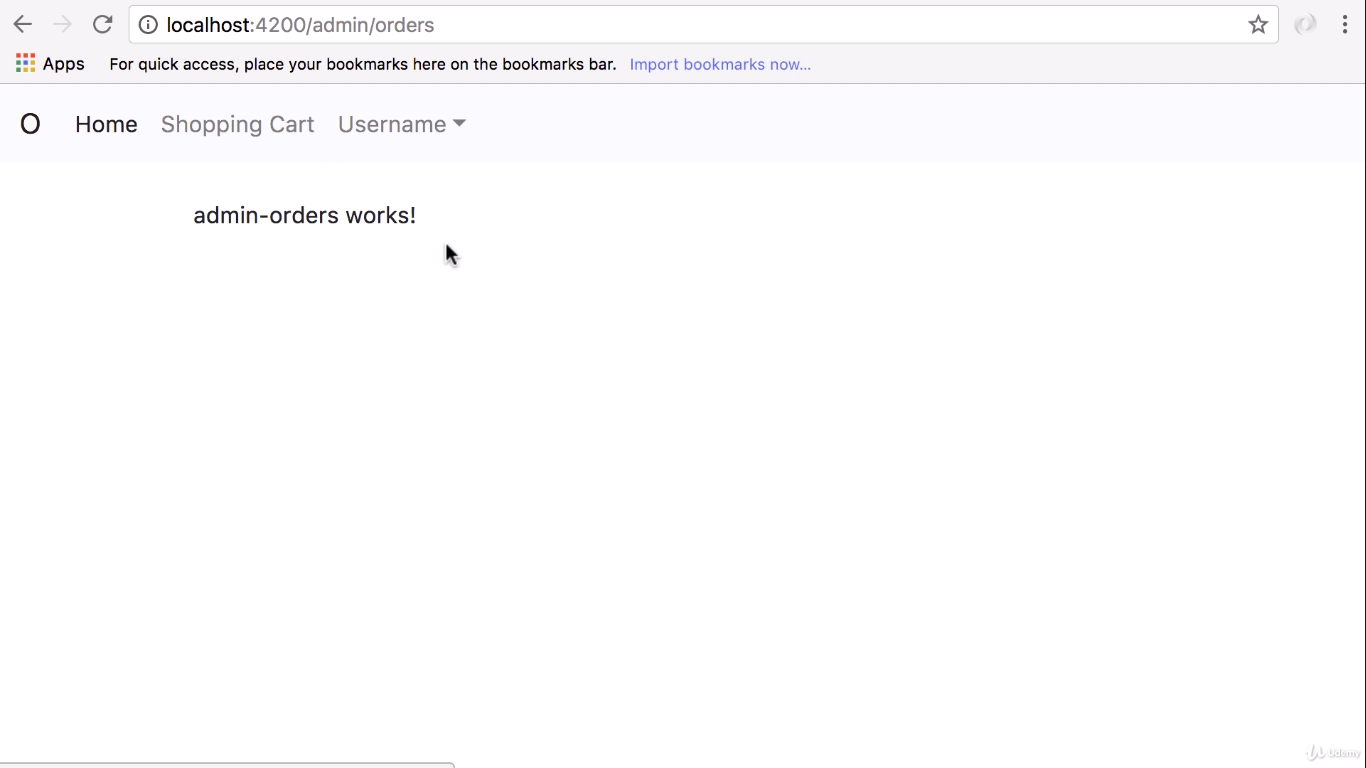 localhost:4200/admin/orders
Apps For quick access, place your bookmarks here on the bookmarks bar. Import bookmarks now...
O Home Shopping Cart Username
admin-orders works!
Udemy